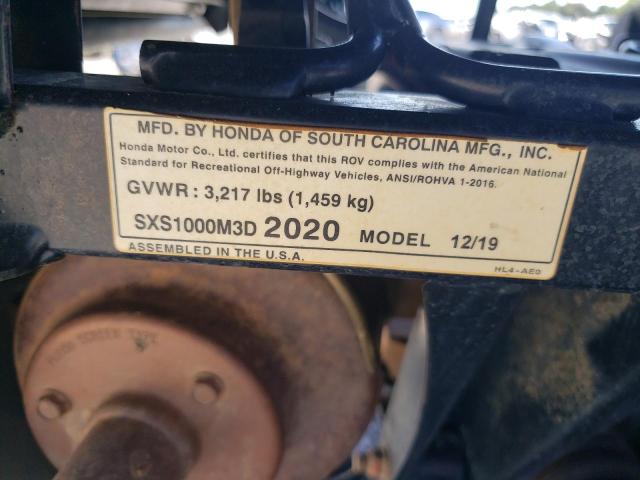 MFD. BY HONDA OF SOUTH CAROLINA MFG., INC.
Honda Motor Co., Ltd. certifies that this ROV complies with the American National
Standard for Recreational Off-Highway Vehicles, ANSI/ROHVA 1-2016.
GVWR : 3,217 lbs (1,459 kg)
SXS1000M3D 2020 MODEL 12/19
ASSEMBLED IN THE U.S.A.
HL4-AE0